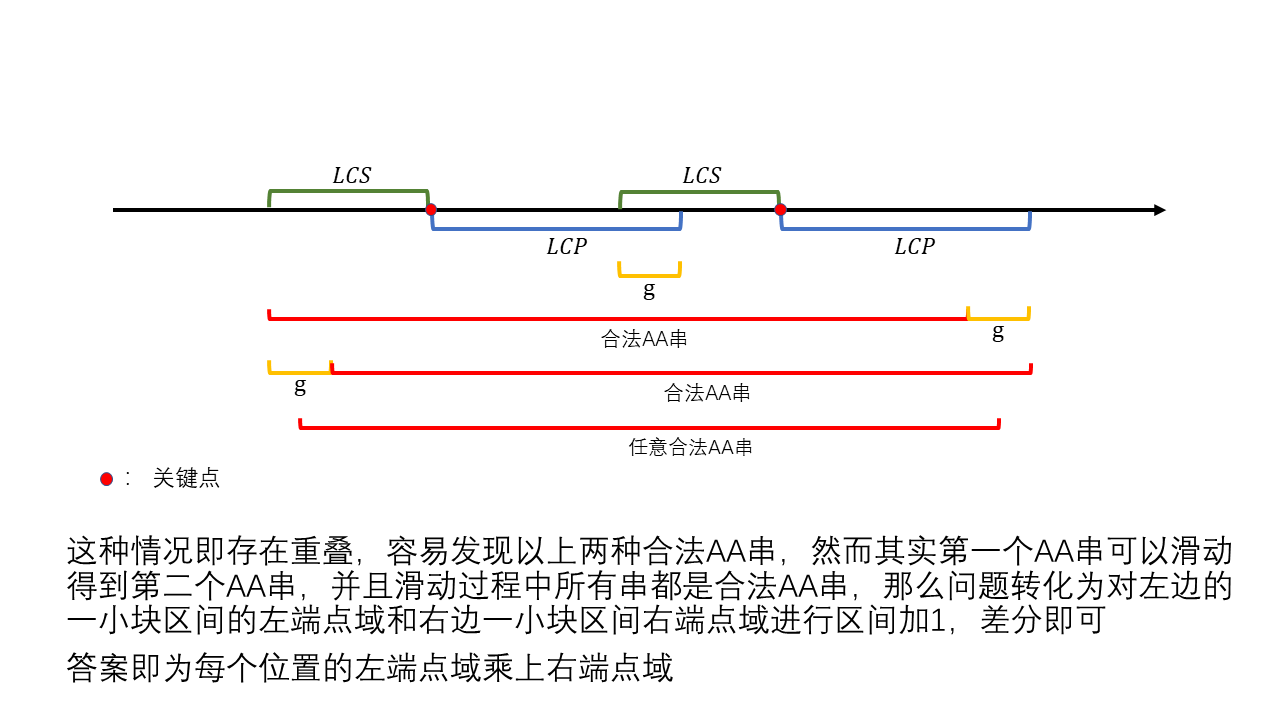 LCS
LCS
LCP
LCP
g
合法AA串
g
g
合法AA串
任意合法AA串
： 关键点
这种情况即存在重叠，容易发现以上两种合法AA串，然而其实第一个AA串可以滑动
得到第二个AA串，并且滑动过程中所有串都是合法AA串，那么问题转化为对左边的
一小块区间的左端点域和右边一小块区间右端点域进行区间加1，差分即可
答案即为每个位置的左端点域乘上右端点域